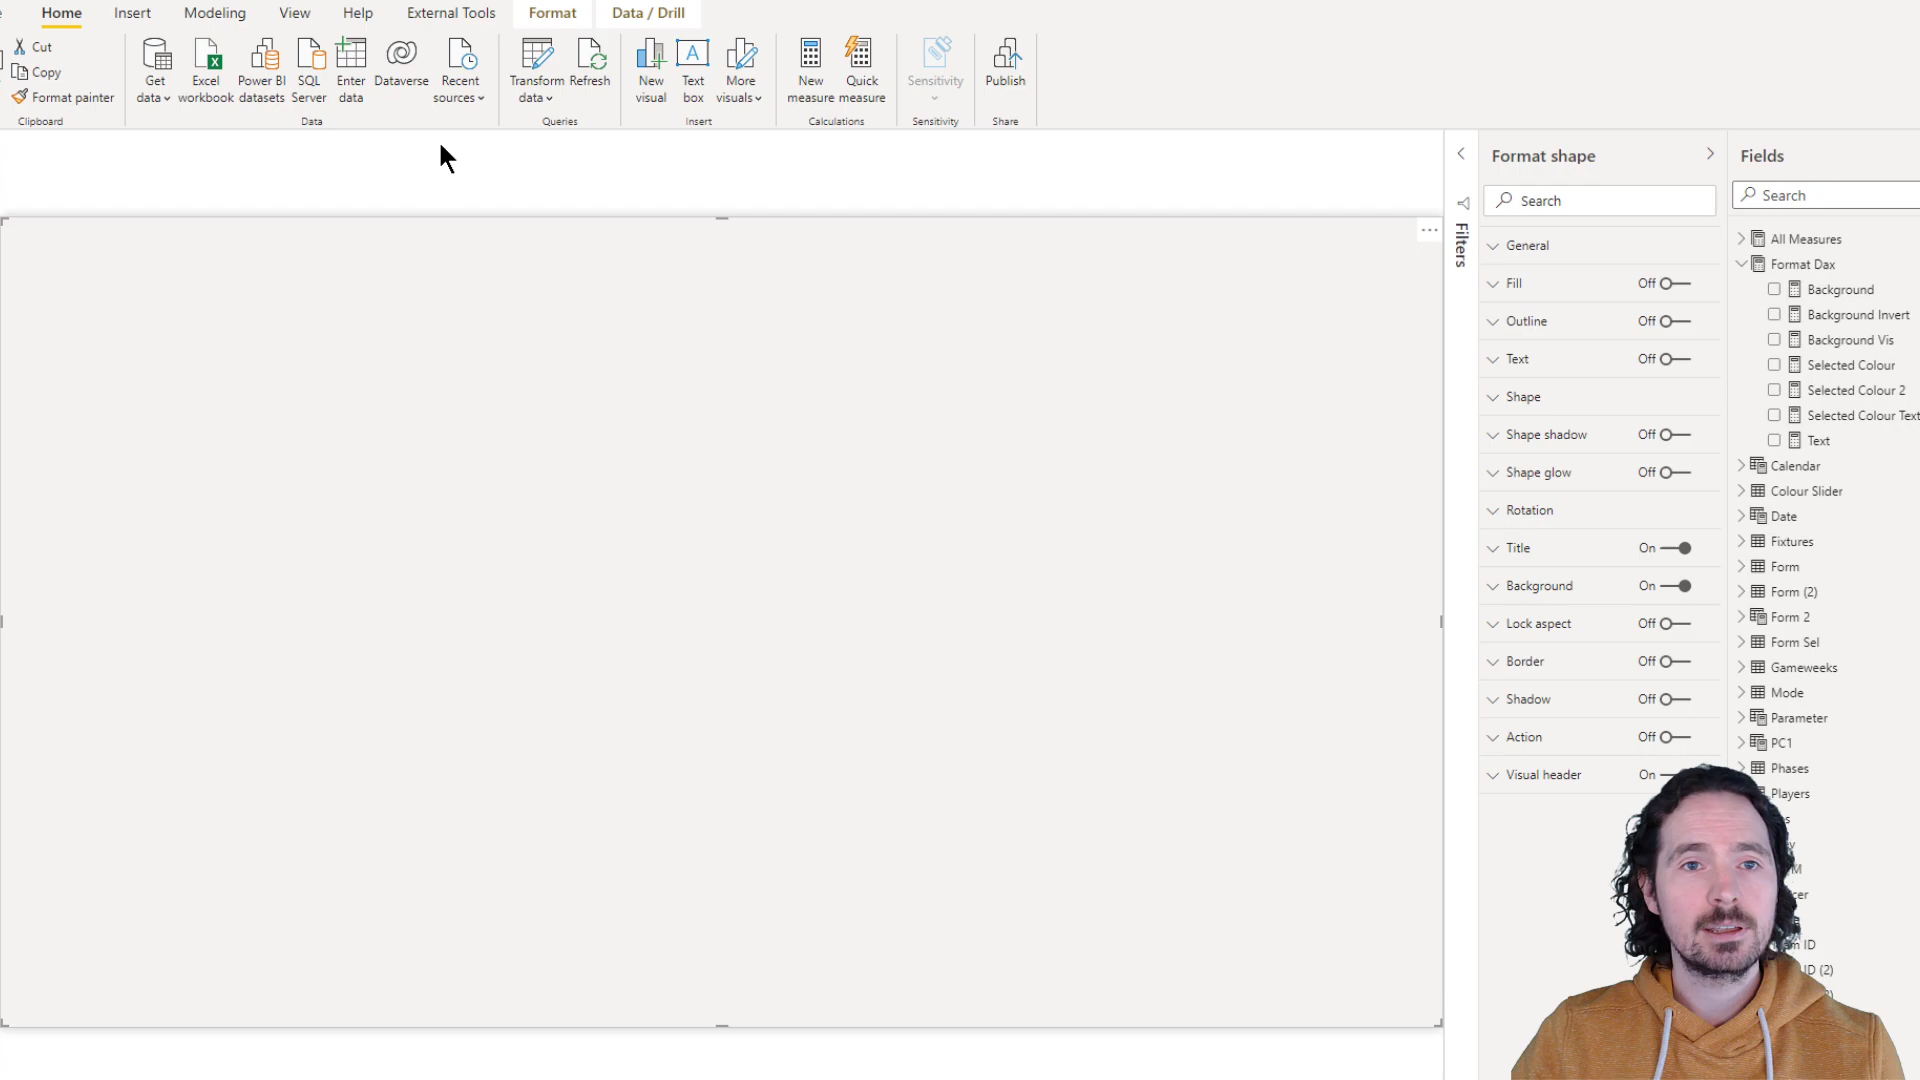 Home Insert Modeling View Help External Tools Format Data / Drill
Cut
Copy
Format painter
Clipboard
Get data
Excel workbook
Power BI datasets
SQL Server
Enter data
Dataverse
Recent sources
Data
Transform data
Refresh
Queries
New visual
Text box
More visuals
Insert
New measure
Quick measure
Calculations
Sensitivity
Sensitivity
Publish
Share
Filters
Format shape
Search
General
Fill Off
Outline Off
Text Off
Shape
Shape shadow Off
Shape glow Off
Rotation
Title On
Background On
Lock aspect Off
Border Off
Shadow Off
Action Off
Visual header On
Fields
Search
All Measures
Format Dax
Background
Background Invert
Background Vis
Selected Colour
Selected Colour 2
Selected Colour Text
Text
Calendar
Colour Slider
Date
Fixtures
Form
Form (2)
Form 2
Form Sel
Gameweeks
Mode
Parameter
PC1
Phases
Players
ID
ID (2)